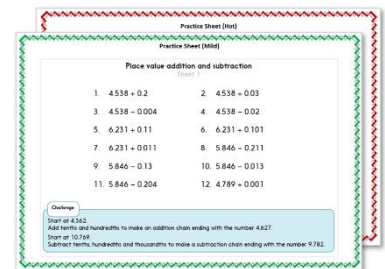 Practice Sheet (Hot)
Practice Sheet (Mild)
Place value addition and subtraction
Sheet 1
1. 4.538 + 0.2 2. 4.538 + 0.03
3. 4.538 − 0.004 4. 4.538 − 0.02
5. 6.231 + 0.11 6. 6.231 + 0.101
7. 6.231 + 0.011 8. 5.846 − 0.211
9. 5.846 − 0.13 10. 5.846 − 0.013
11. 5.846 − 0.204 12. 4.789 + 0.001
Challenge
Start at 4.362.
Add tenths and hundredths to make an addition chain ending with the number 4.627.
Start at 10.769.
Subtract tenths, hundredths and thousandths to make a subtraction chain ending with the number 9.782.